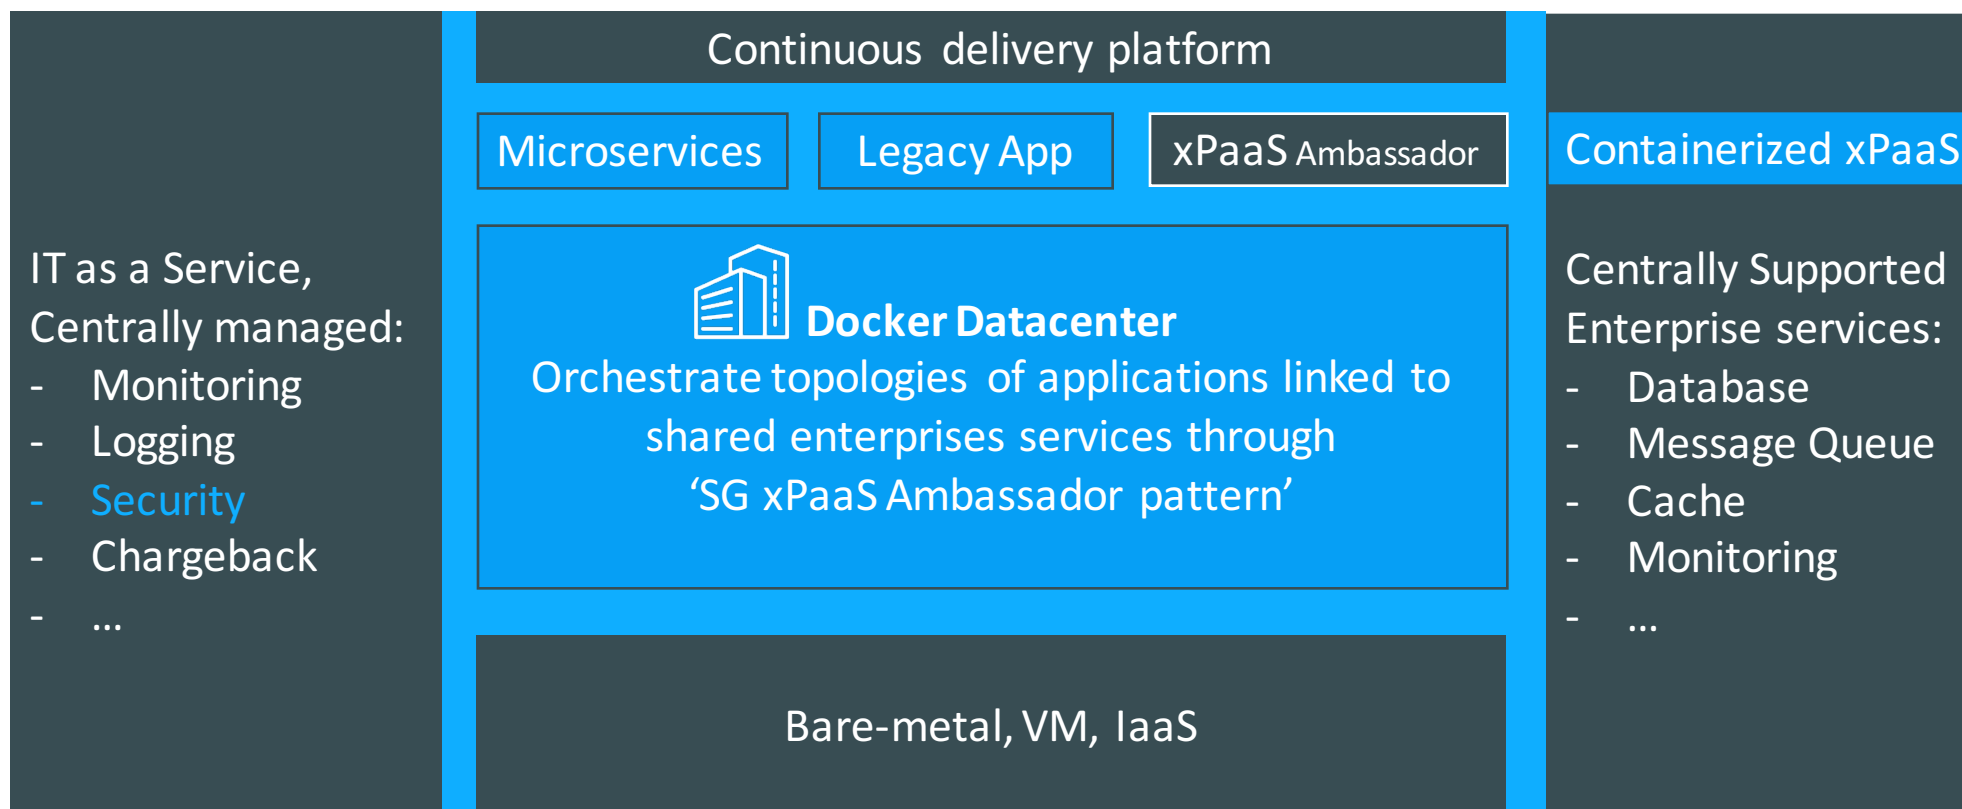 Continuous delivery platform
Microservices
Legacy App
xPaaS Ambassador
Containerized xPaaS
IT as a Service,
Centrally managed:
- Monitoring
- Logging
- Security
- Chargeback
- ...
Docker Datacenter
Orchestrate topologies of applications linked to
shared enterprises services through
‘SG xPaaS Ambassador pattern’
Centrally Supported
Enterprise services:
- Database
- Message Queue
- Cache
- Monitoring
- ...
Bare-metal, VM, IaaS